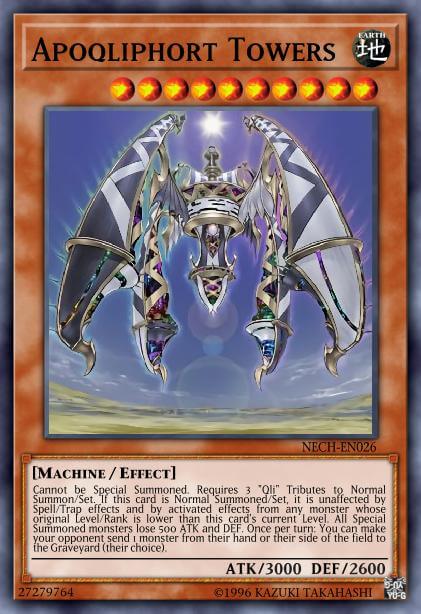 APOQLIPHORT TOWERS
EARTH
地
NECH-EN026
[MACHINE / EFFECT]
Cannot be Special Summoned. Requires 3 "Qli" Tributes to Normal
Summon/Set. If this card is Normal Summoned/Set, it is unaffected by
Spell/Trap effects and by activated effects from any monster whose
original Level/Rank is lower than this card's current Level. All Special
Summoned monsters lose 500 ATK and DEF. Once per turn: You can make
your opponent send 1 monster from their hand or their side of the field to
the Graveyard (their choice).
ATK/3000 DEF/2600
27279764
©1996 KAZUKI TAKAHASHI